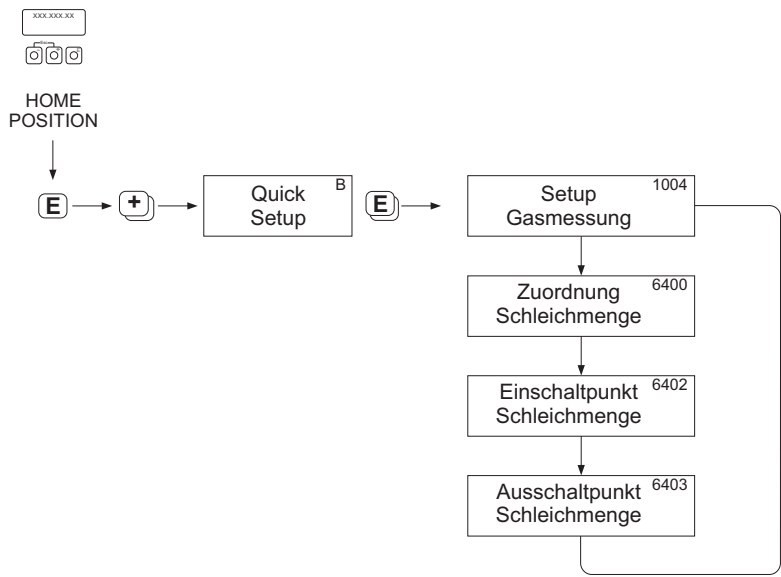 XXX.XXX.XX
Esc
HOME
POSITION
E
+
Quick
Setup
B
E
Setup
Gasmessung
1004
Zuordnung
Schleichmenge
6400
Einschaltpunkt
Schleichmenge
6402
Ausschaltpunkt
Schleichmenge
6403